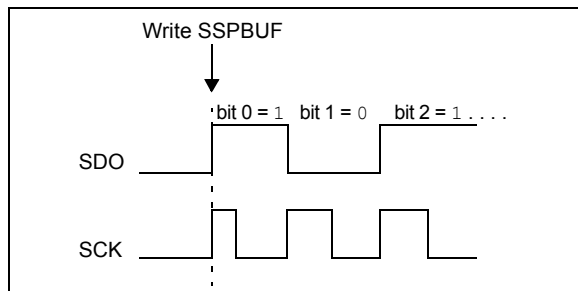 Write SSPBUF
bit 0 = 1 bit 1 = 0 bit 2 = 1 . . . .
SDO
SCK